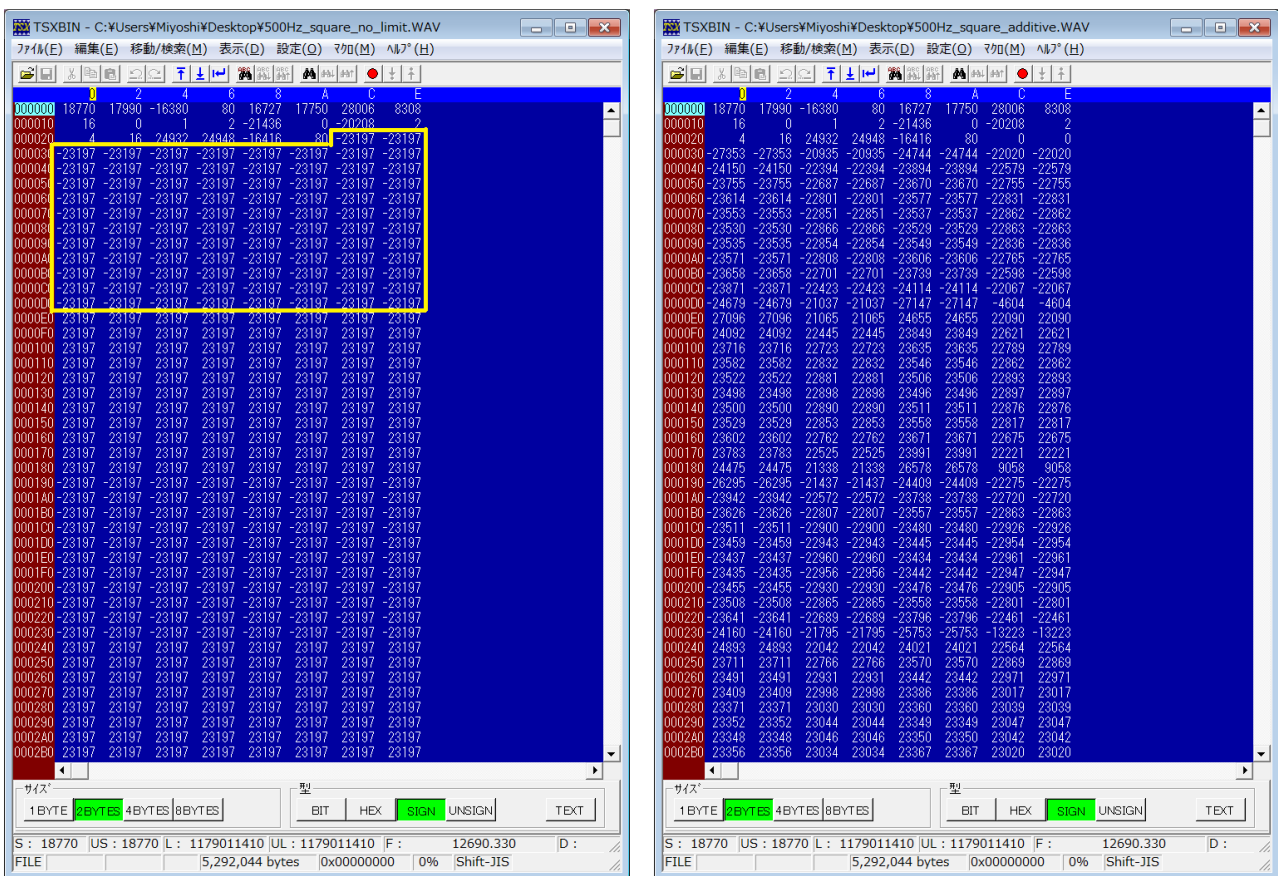 TSXBIN - C:¥Users¥Miyoshi¥Desktop¥500Hz_square_no_limit.WAV
ﾌｧｲﾙ(F) 編集(E) 移動/検索(M) 表示(D) 設定(O) ﾏｸﾛ(M) ﾍﾙﾌﾟ(H)
0 2 4 6 8 A C E
000000 18770 17990 -16380 80 16727 17750 28006 8308
000010 16 0 1 2 -21436 0 -20208 2
000020 4 16 24932 24948 -16416 80 -23197 -23197
000030 -23197 -23197 -23197 -23197 -23197 -23197 -23197 -23197
000040 -23197 -23197 -23197 -23197 -23197 -23197 -23197 -23197
000050 -23197 -23197 -23197 -23197 -23197 -23197 -23197 -23197
000060 -23197 -23197 -23197 -23197 -23197 -23197 -23197 -23197
000070 -23197 -23197 -23197 -23197 -23197 -23197 -23197 -23197
000080 -23197 -23197 -23197 -23197 -23197 -23197 -23197 -23197
000090 -23197 -23197 -23197 -23197 -23197 -23197 -23197 -23197
0000A0 -23197 -23197 -23197 -23197 -23197 -23197 -23197 -23197
0000B0 -23197 -23197 -23197 -23197 -23197 -23197 -23197 -23197
0000C0 -23197 -23197 -23197 -23197 -23197 -23197 -23197 -23197
0000D0 -23197 -23197 -23197 -23197 -23197 -23197 -23197 -23197
0000E0 23197 23197 23197 23197 23197 23197 23197 23197
0000F0 23197 23197 23197 23197 23197 23197 23197 23197
000100 23197 23197 23197 23197 23197 23197 23197 23197
000110 23197 23197 23197 23197 23197 23197 23197 23197
000120 23197 23197 23197 23197 23197 23197 23197 23197
000130 23197 23197 23197 23197 23197 23197 23197 23197
000140 23197 23197 23197 23197 23197 23197 23197 23197
000150 23197 23197 23197 23197 23197 23197 23197 23197
000160 23197 23197 23197 23197 23197 23197 23197 23197
000170 23197 23197 23197 23197 23197 23197 23197 23197
000180 23197 23197 23197 23197 23197 23197 23197 23197
000190 -23197 -23197 -23197 -23197 -23197 -23197 -23197 -23197
0001A0 -23197 -23197 -23197 -23197 -23197 -23197 -23197 -23197
0001B0 -23197 -23197 -23197 -23197 -23197 -23197 -23197 -23197
0001C0 -23197 -23197 -23197 -23197 -23197 -23197 -23197 -23197
0001D0 -23197 -23197 -23197 -23197 -23197 -23197 -23197 -23197
0001E0 -23197 -23197 -23197 -23197 -23197 -23197 -23197 -23197
0001F0 -23197 -23197 -23197 -23197 -23197 -23197 -23197 -23197
000200 -23197 -23197 -23197 -23197 -23197 -23197 -23197 -23197
000210 -23197 -23197 -23197 -23197 -23197 -23197 -23197 -23197
000220 -23197 -23197 -23197 -23197 -23197 -23197 -23197 -23197
000230 -23197 -23197 -23197 -23197 -23197 -23197 -23197 -23197
000240 23197 23197 23197 23197 23197 23197 23197 23197
000250 23197 23197 23197 23197 23197 23197 23197 23197
000260 23197 23197 23197 23197 23197 23197 23197 23197
000270 23197 23197 23197 23197 23197 23197 23197 23197
000280 23197 23197 23197 23197 23197 23197 23197 23197
000290 23197 23197 23197 23197 23197 23197 23197 23197
0002A0 23197 23197 23197 23197 23197 23197 23197 23197
0002B0 23197 23197 23197 23197 23197 23197 23197 23197
ｻｲｽﾞ 型
1BYTE 2BYTES 4BYTES 8BYTES BIT HEX SIGN UNSIGN TEXT
S : 18770 US : 18770 L : 1179011410 UL : 1179011410 F : 12690.330 D :
FILE 5,292,044 bytes 0x00000000 0% Shift-JIS
TSXBIN - C:¥Users¥Miyoshi¥Desktop¥500Hz_square_additive.WAV
ﾌｧｲﾙ(F) 編集(E) 移動/検索(M) 表示(D) 設定(O) ﾏｸﾛ(M) ﾍﾙﾌﾟ(H)
0 2 4 6 8 A C E
000000 18770 17990 -16380 80 16727 17750 28006 8308
000010 16 0 1 2 -21436 0 -20208 2
000020 4 16 24932 24948 -16416 80 0 0
000030 -27353 -27353 -20935 -20935 -24744 -24744 -22020 -22020
000040 -24150 -24150 -22394 -22394 -23894 -23894 -22579 -22579
000050 -23755 -23755 -22687 -22687 -23670 -23670 -22755 -22755
000060 -23614 -23614 -22801 -22801 -23577 -23577 -22831 -22831
000070 -23553 -23553 -22851 -22851 -23537 -23537 -22862 -22862
000080 -23530 -23530 -22866 -22866 -23529 -23529 -22863 -22863
000090 -23535 -23535 -22854 -22854 -23549 -23549 -22836 -22836
0000A0 -23571 -23571 -22808 -22808 -23606 -23606 -22765 -22765
0000B0 -23658 -23658 -22701 -22701 -23739 -23739 -22598 -22598
0000C0 -23871 -23871 -22423 -22423 -24114 -24114 -22067 -22067
0000D0 -24679 -24679 -21037 -21037 -27147 -27147 -4604 -4604
0000E0 27096 27096 21065 21065 24655 24655 22090 22090
0000F0 24092 24092 22445 22445 23849 23849 22621 22621
000100 23716 23716 22723 22723 23635 23635 22789 22789
000110 23582 23582 22832 22832 23546 23546 22862 22862
000120 23522 23522 22881 22881 23506 23506 22893 22893
000130 23498 23498 22898 22898 23496 23496 22897 22897
000140 23500 23500 22890 22890 23511 23511 22876 22876
000150 23529 23529 22853 22853 23558 23558 22817 22817
000160 23602 23602 22762 22762 23671 23671 22675 22675
000170 23783 23783 22525 22525 23991 23991 22221 22221
000180 24475 24475 21338 21338 26578 26578 9058 9058
000190 -26295 -26295 -21437 -21437 -24409 -24409 -22275 -22275
0001A0 -23942 -23942 -22572 -22572 -23738 -23738 -22720 -22720
0001B0 -23626 -23626 -22807 -22807 -23557 -23557 -22863 -22863
0001C0 -23511 -23511 -22900 -22900 -23480 -23480 -22926 -22926
0001D0 -23459 -23459 -22943 -22943 -23445 -23445 -22954 -22954
0001E0 -23437 -23437 -22960 -22960 -23434 -23434 -22961 -22961
0001F0 -23435 -23435 -22956 -22956 -23442 -23442 -22947 -22947
000200 -23455 -23455 -22930 -22930 -23476 -23476 -22905 -22905
000210 -23508 -23508 -22865 -22865 -23558 -23558 -22801 -22801
000220 -23641 -23641 -22689 -22689 -23796 -23796 -22461 -22461
000230 -24160 -24160 -21795 -21795 -25753 -25753 -13223 -13223
000240 24893 24893 22042 22042 24021 24021 22564 22564
000250 23711 23711 22766 22766 23570 23570 22869 22869
000260 23491 23491 22931 22931 23442 23442 22971 22971
000270 23409 23409 22998 22998 23386 23386 23017 23017
000280 23371 23371 23030 23030 23360 23360 23039 23039
000290 23352 23352 23044 23044 23349 23349 23047 23047
0002A0 23348 23348 23046 23046 23350 23350 23042 23042
0002B0 23356 23356 23034 23034 23367 23367 23020 23020
ｻｲｽﾞ 型
1BYTE 2BYTES 4BYTES 8BYTES BIT HEX SIGN UNSIGN TEXT
S : 18770 US : 18770 L : 1179011410 UL : 1179011410 F : 12690.330 D :
FILE 5,292,044 bytes 0x00000000 0% Shift-JIS